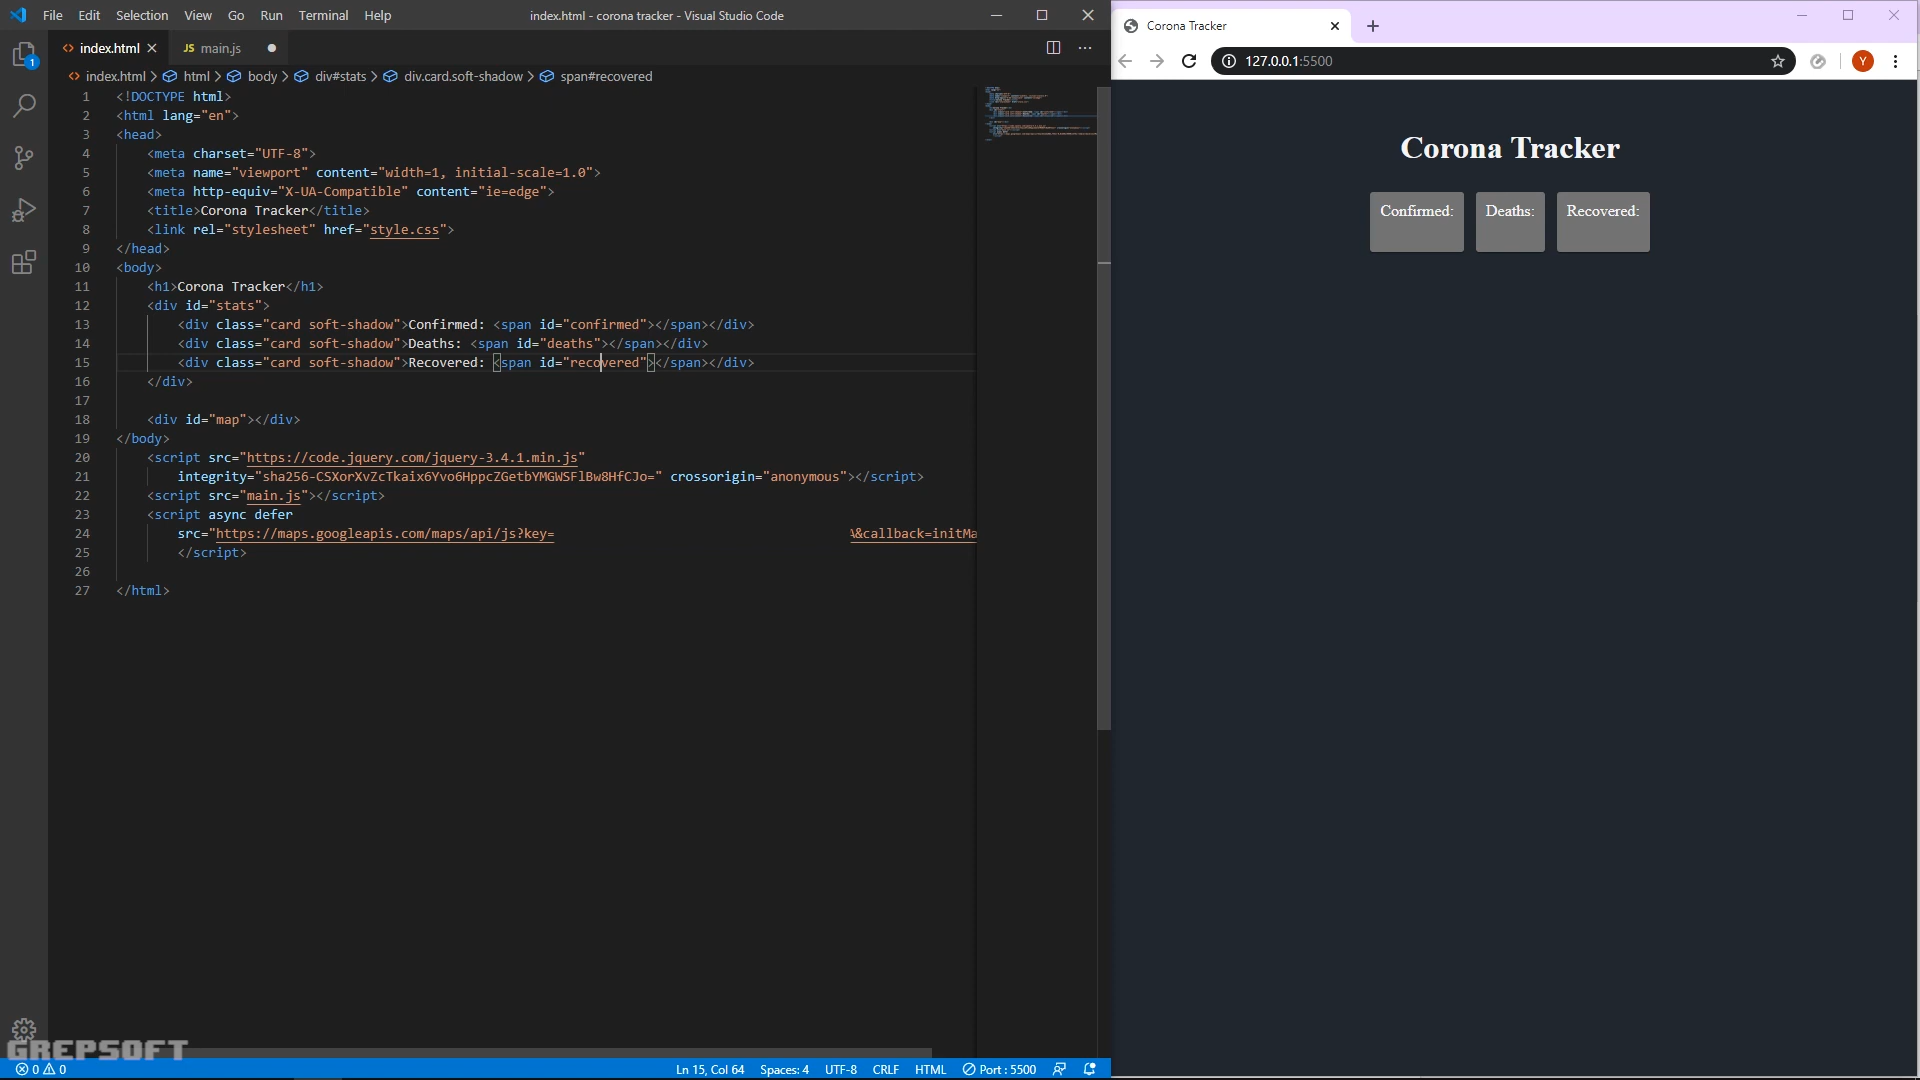 File Edit Selection View Go Run Terminal Help index.html - corona tracker - Visual Studio Code
index.html JS main.js
index.html html body div#stats div.card.soft-shadow span#recovered
1 <!DOCTYPE html>
2 <html lang="en">
3 <head>
4 <meta charset="UTF-8">
5 <meta name="viewport" content="width=1, initial-scale=1.0">
6 <meta http-equiv="X-UA-Compatible" content="ie=edge">
7 <title>Corona Tracker</title>
8 <link rel="stylesheet" href="style.css">
9 </head>
10 <body>
11 <h1>Corona Tracker</h1>
12 <div id="stats">
13 <div class="card soft-shadow">Confirmed: <span id="confirmed"></span></div>
14 <div class="card soft-shadow">Deaths: <span id="deaths"></span></div>
15 <div class="card soft-shadow">Recovered: <span id="recovered"></span></div>
16 </div>
17
18 <div id="map"></div>
19 </body>
20 <script src="https://code.jquery.com/jquery-3.4.1.min.js"
21 integrity="sha256-CSXorXvZcTkaix6Yvo6HppcZGetbYMGWSFlBw8HfCJo=" crossorigin="anonymous"></script>
22 <script src="main.js"></script>
23 <script async defer
24 src="https://maps.googleapis.com/maps/api/js?key= &callback=initMa
25 </script>
26
27 </html>
1
GREPSOFT
0 0 Ln 15, Col 64 Spaces: 4 UTF-8 CRLF HTML Port : 5500
Corona Tracker
127.0.0.1:5500 Y
Corona Tracker
Confirmed: Deaths: Recovered: